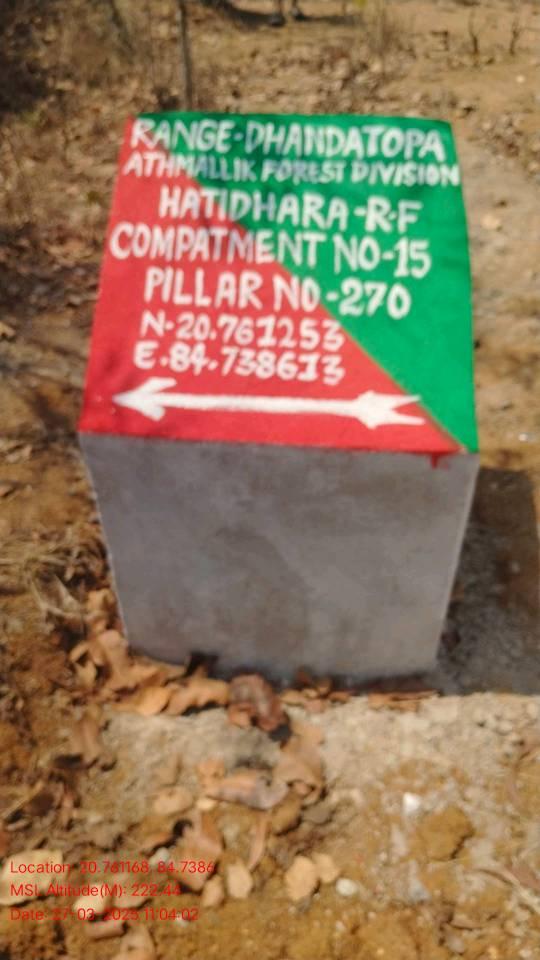 RANGE-DHANDATOPA
ATHMALLIK FOREST DIVISION
HATIDHARA-R-F
COMPATMENT NO-15
PILLAR NO-270
N-20.761253
E.84.738613
Location: 20.761168, 84.7386
MSL Altitude(M): 222.44
Date: 27-03-2025 11:04:02